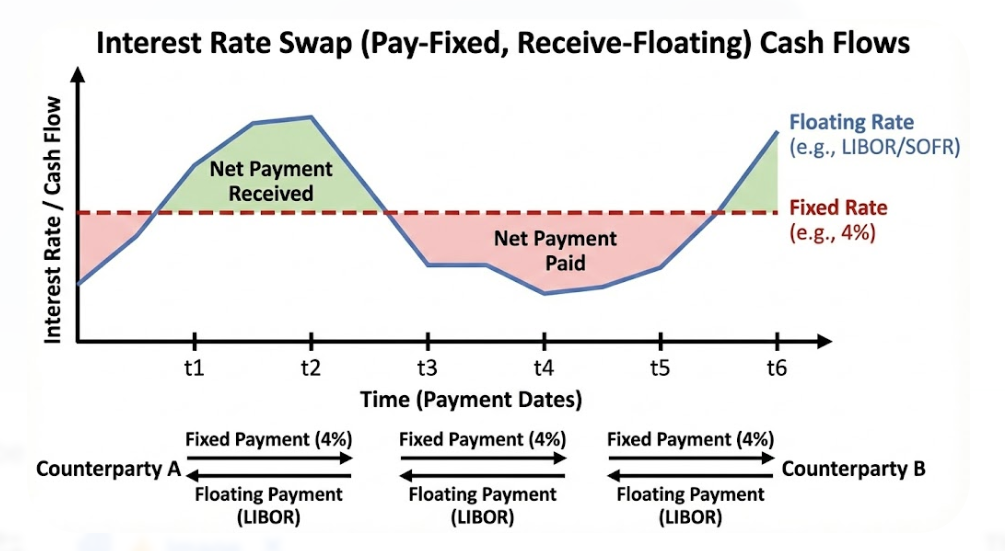 Interest Rate Swap (Pay-Fixed, Receive-Floating) Cash Flows
Interest Rate / Cash Flow
Net Payment
Received
Net Payment
Paid
Floating Rate
(e.g., LIBOR/SOFR)
Fixed Rate
(e.g., 4%)
t1
t2
t3
t4
t5
t6
Time (Payment Dates)
Fixed Payment (4%)
Fixed Payment (4%)
Fixed Payment (4%)
Counterparty A
Counterparty B
Floating Payment
(LIBOR)
Floating Payment
(LIBOR)
Floating Payment
(LIBOR)